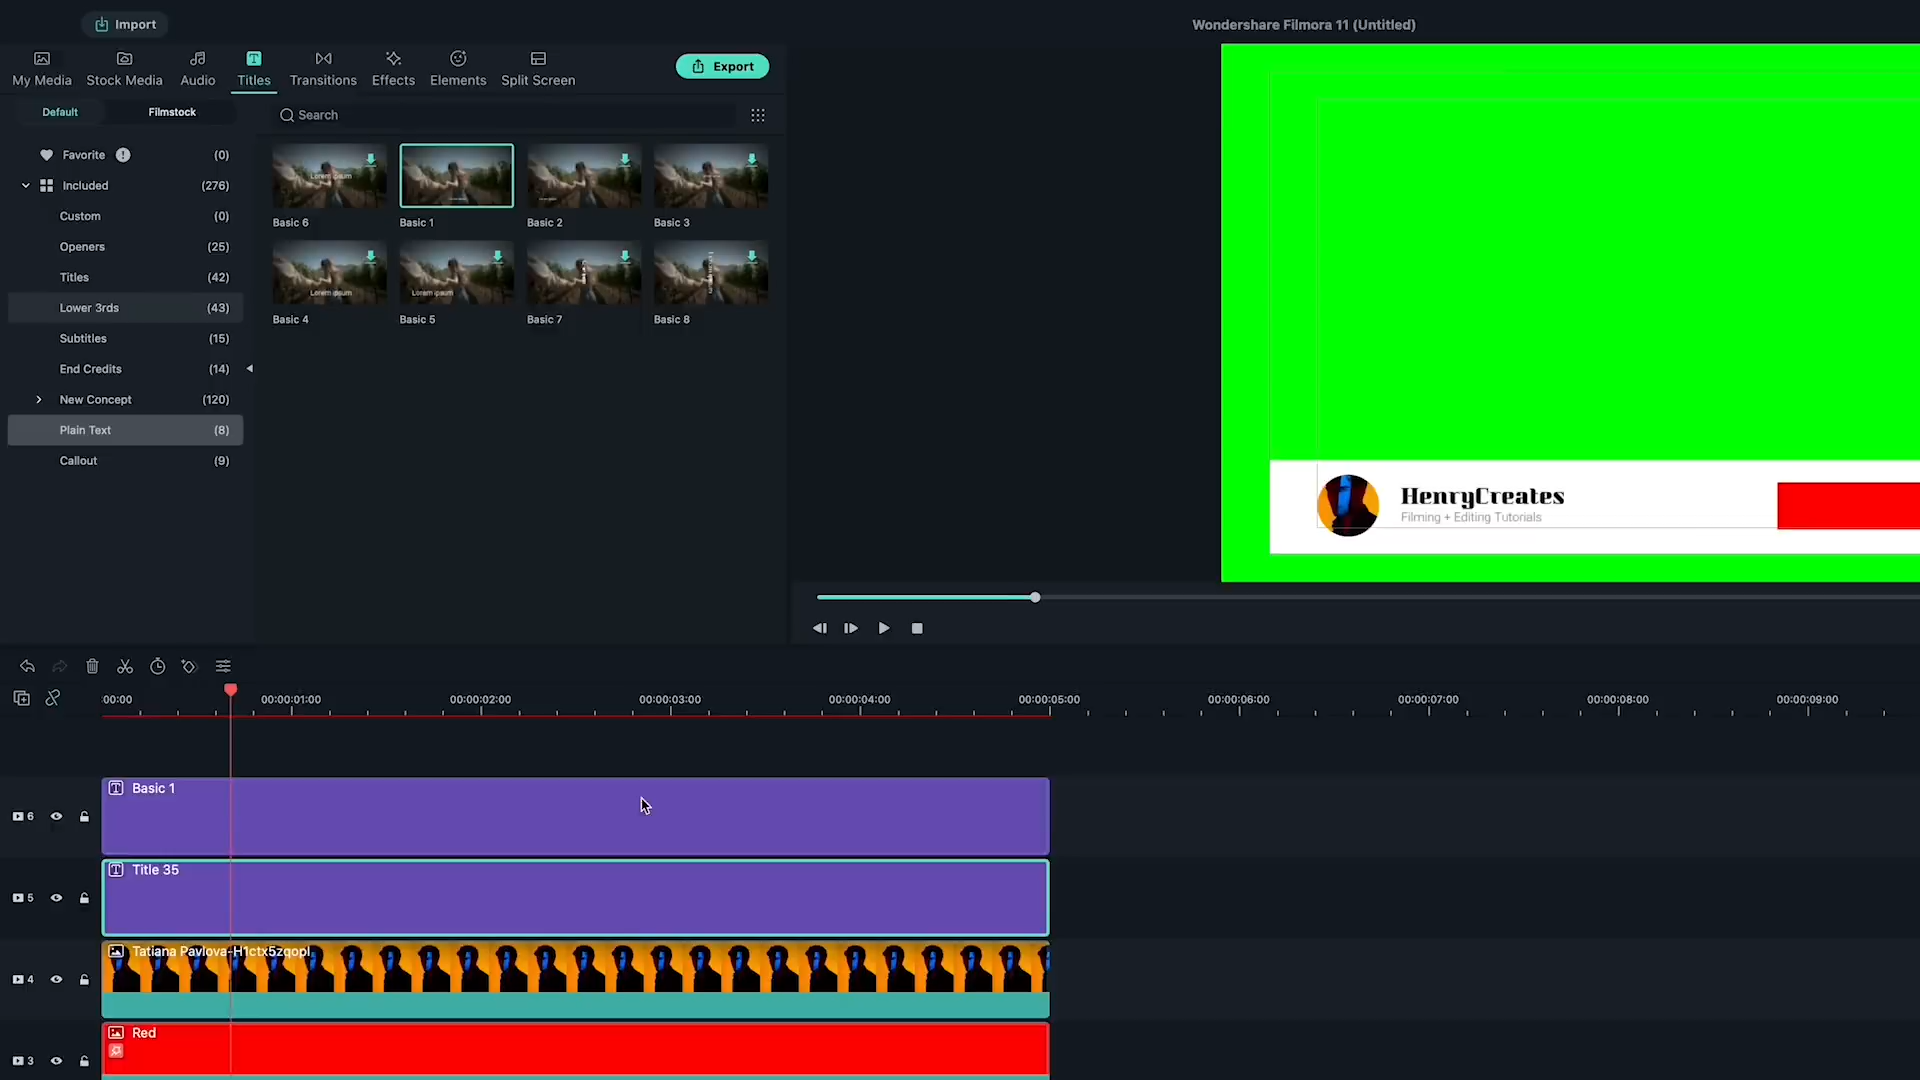 Import
Wondershare Filmora 11 (Untitled)
My Media
Stock Media
Audio
Titles
Transitions
Effects
Elements
Split Screen
Export
Default
Filmstock
Search
Favorite (0)
Included (276)
Custom (0)
Openers (25)
Titles (42)
Lower 3rds (43)
Subtitles (15)
End Credits (14)
New Concept (120)
Plain Text (8)
Callout (9)
Lorem ipsum
Basic 6
Basic 1
Basic 2
Basic 3
Lorem ipsum
Lorem ipsum
Basic 4
Basic 5
Basic 7
Basic 8
HenryCreates
Filming + Editing Tutorials
:00:00
00:00:01:00
00:00:02:00
00:00:03:00
00:00:04:00
00:00:05:00
00:00:06:00
00:00:07:00
00:00:08:00
00:00:09:00
6
Basic 1
5
Title 35
4
Tatiana Pavlova-H1ctx5zqopI
3
Red